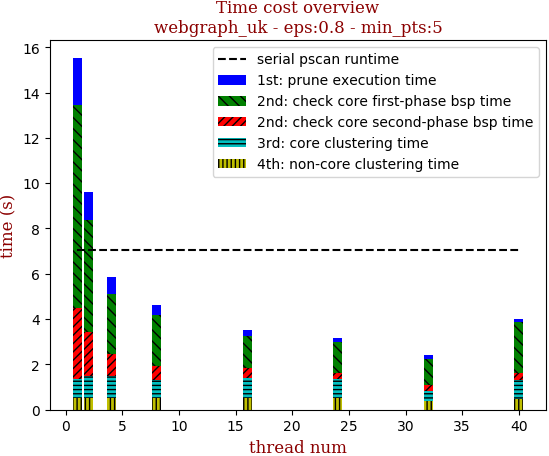 Time cost overview
webgraph_uk - eps:0.8 - min_pts:5
16
14
12
10
8
6
4
2
0
time (s)
serial pscan runtime
1st: prune execution time
2nd: check core first-phase bsp time
2nd: check core second-phase bsp time
3rd: core clustering time
4th: non-core clustering time
0 5 10 15 20 25 30 35 40
thread num